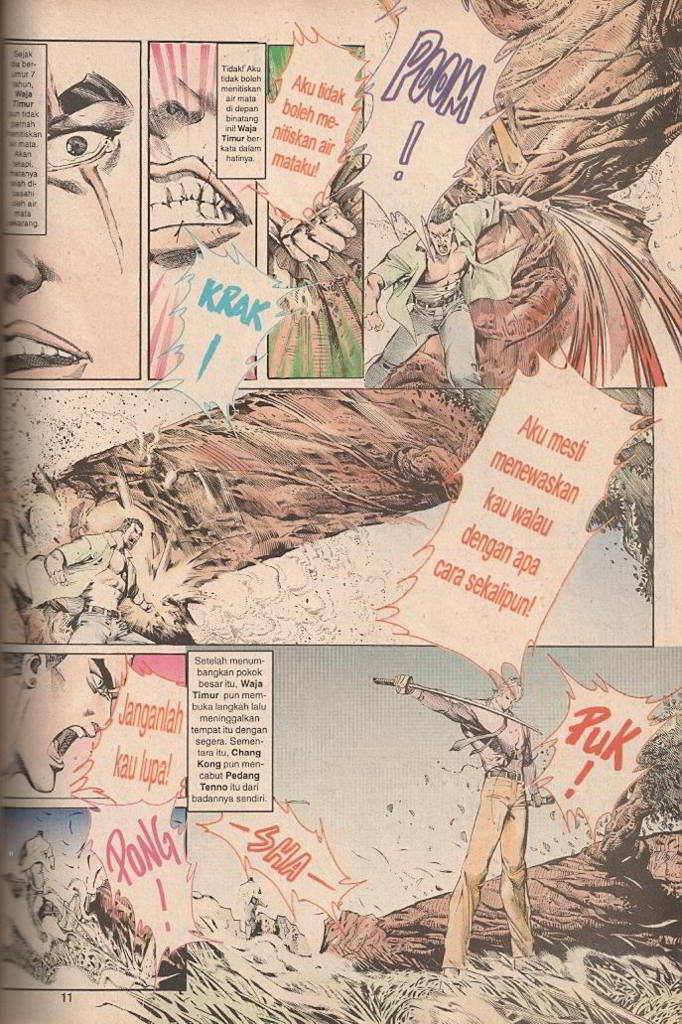 Sejak
dia ber-
umur 7
tahun,
Waja
Timur
pun tidak
pernah
menitiskan
air mata.
Akan
tetapi,
matanya
telah di-
basahi
oleh air
mata
sekarang.
Tidak! Aku
tidak boleh
menitiskan
air mata
di depan
binatang
ini! Waja
Timur ber-
kata dalam
hatinya.
Aku tidak
boleh me-
nitiskan air
mataku!
POOM
!
KRAK
!
Aku mesti
menewaskan
kau walau
dengan apa
cara sekalipun!
Janganlah
kau lupa!
Setelah menum-
bangkan pokok
besar itu, Waja
Timur pun mem-
buka langkah lalu
meninggalkan
tempat itu dengan
segera. Semen-
tara itu, Chang
Kong pun men-
cabut Pedang
Tenno itu dari
badannya sendiri.
PUK
!
PONG
!
—SHA—
11